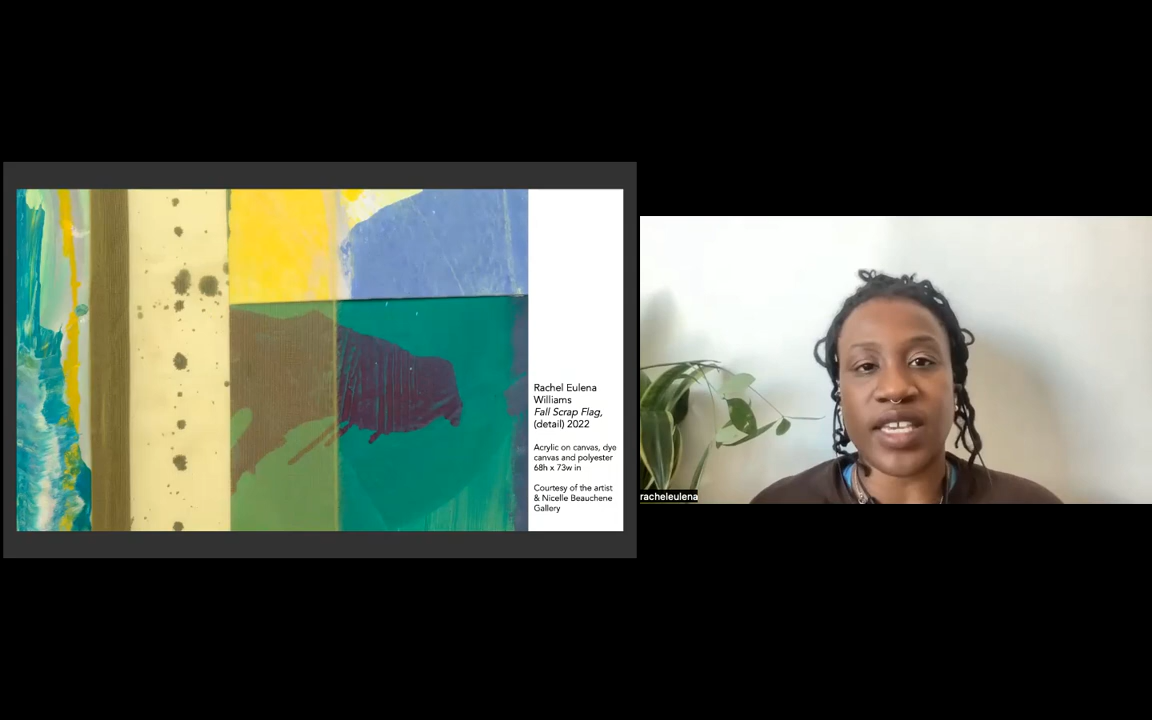 Rachel Eulena
Williams
Fall Scrap Flag,
(detail) 2022
Acrylic on canvas, dye
canvas and polyester
68h x 73w in
Courtesy of the artist
& Nicelle Beauchene
Gallery
racheleulena